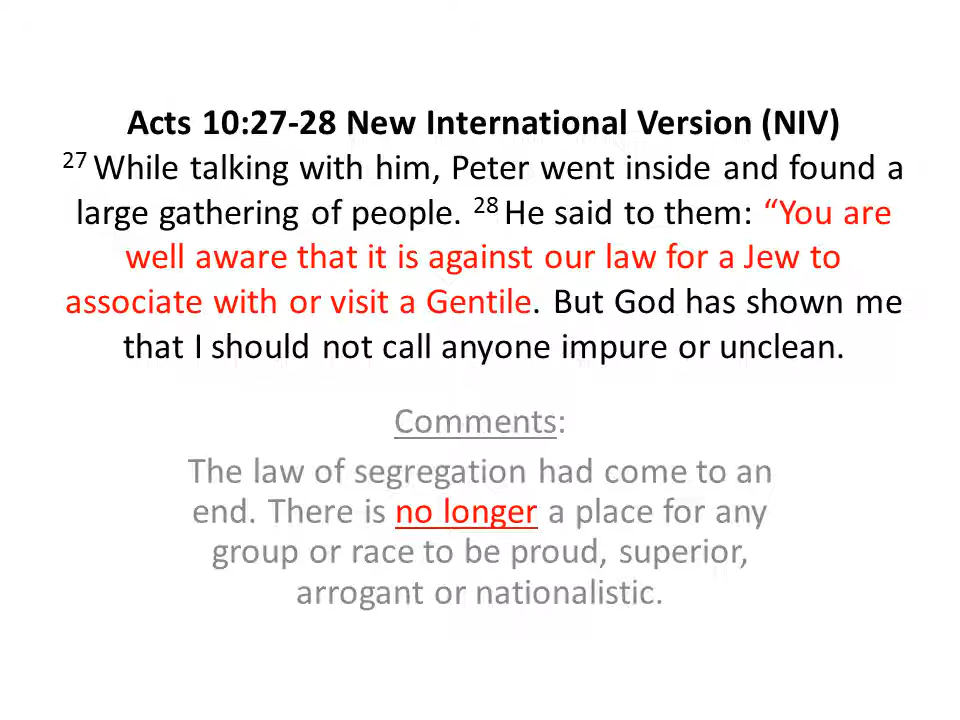 Acts 10:27-28 New International Version (NIV)
27 While talking with him, Peter went inside and found a
large gathering of people. 28 He said to them: “You are
well aware that it is against our law for a Jew to
associate with or visit a Gentile. But God has shown me
that I should not call anyone impure or unclean.
Comments:
The law of segregation had come to an
end. There is no longer a place for any
group or race to be proud, superior,
arrogant or nationalistic.